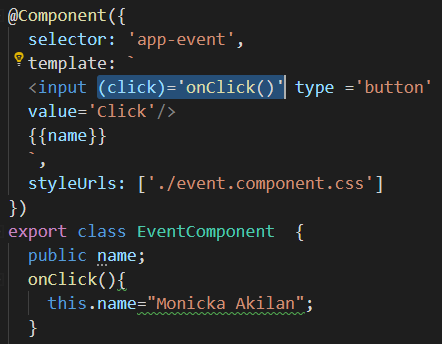 @Component({
  selector: 'app-event',
  template: `
  <input (click)='onClick()' type ='button'
  value='Click'/>
  {{name}}
  `,
  styleUrls: ['./event.component.css']
})
export class EventComponent  {
  public name;
  onClick(){
    this.name="Monicka Akilan";
  }